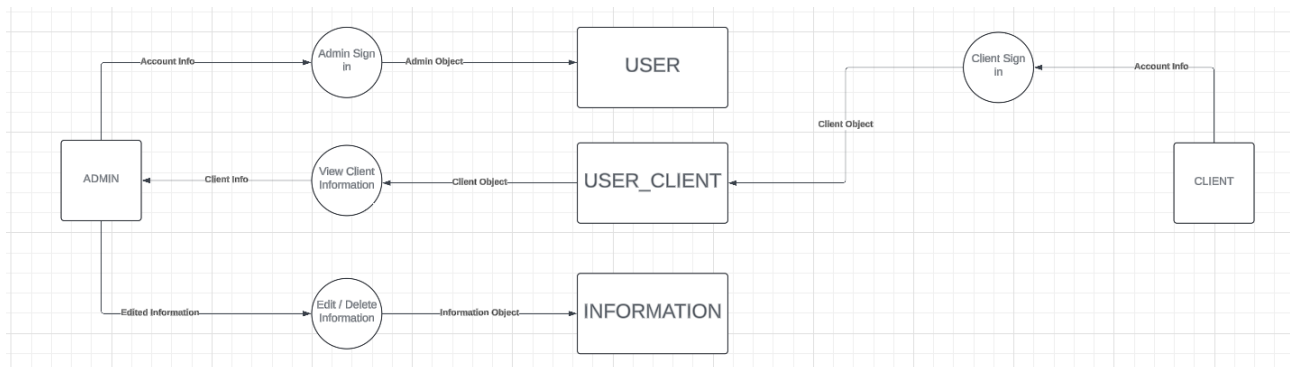 Admin Sign
in
Account Info
Admin Object
USER
Client Sign
in
Account Info
Client Object
ADMIN
Client Info
View Client
Information
Client Object
USER_CLIENT
CLIENT
Edited Information
Edit / Delete
Information
Information Object
INFORMATION